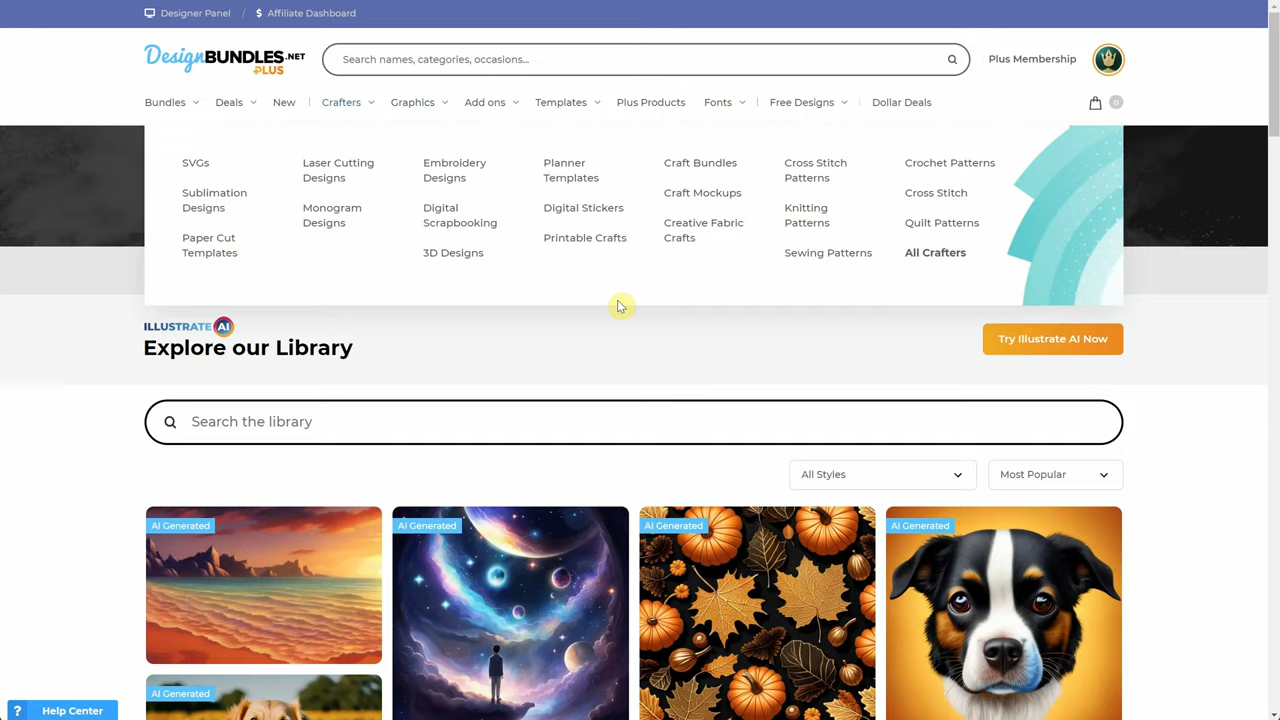 Designer Panel / $ Affiliate Dashboard
DesignBUNDLES.NET
PLUS
Search names, categories, occasions...
Plus Membership
Bundles Deals New | Crafters Graphics Add ons Templates Plus Products Fonts | Free Designs Dollar Deals 0
SVGs
Sublimation
Designs
Paper Cut
Templates
Laser Cutting
Designs
Monogram
Designs
Embroidery
Designs
Digital
Scrapbooking
3D Designs
Planner
Templates
Digital Stickers
Printable Crafts
Craft Bundles
Craft Mockups
Creative Fabric
Crafts
Cross Stitch
Patterns
Knitting
Patterns
Sewing Patterns
Crochet Patterns
Cross Stitch
Quilt Patterns
All Crafters
ILLUSTRATE AI
Explore our Library
Try Illustrate AI Now
Search the library
All Styles
Most Popular
AI Generated
AI Generated
AI Generated
AI Generated
AI Generated
? Help Center